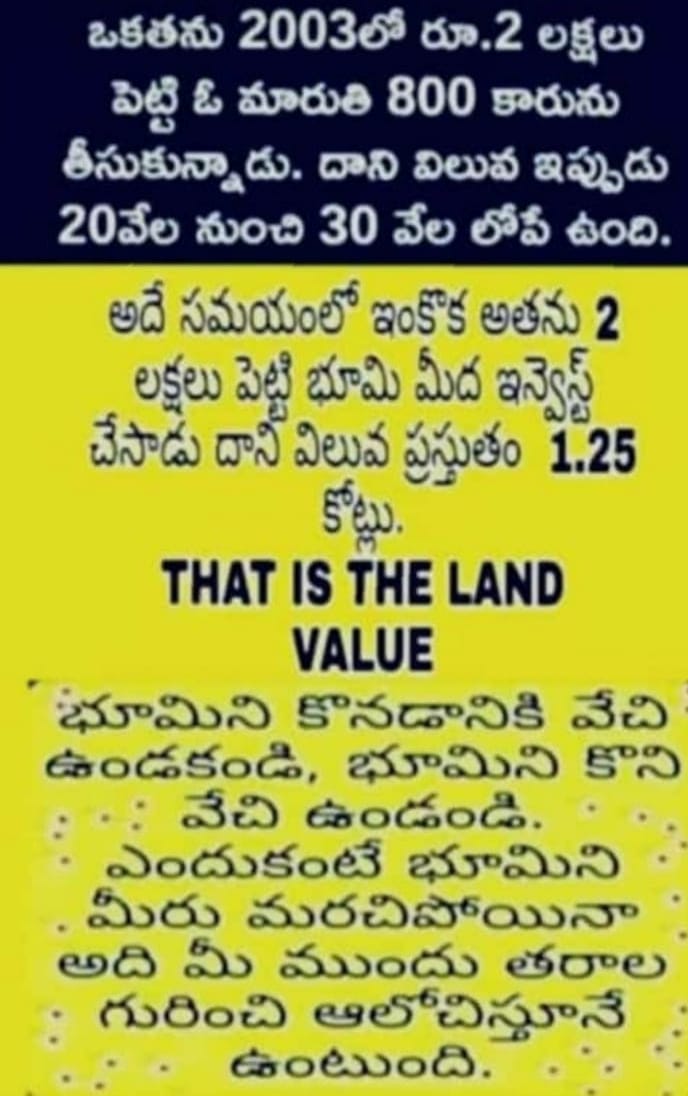 ఒకతను 2003లో రూ.2 లక్షలు
పెట్టి ఓ మారుతి 800 కారును
తీసుకున్నాడు. దాని విలువ ఇప్పుడు
20వేల నుంచి 30 వేల లోపే ఉంది.
అదే సమయంలో ఇంకొక అతను 2
లక్షలు పెట్టి భూమి మీద ఇన్వెస్ట్
చేసాడు దాని విలువ ప్రస్తుతం 1.25
కోట్లు.
THAT IS THE LAND
VALUE
భూమిని కొనడానికి వేచి
ఉండకండి, భూమిని కొని
వేచి ఉండండి.
ఎందుకంటే భూమిని
మీరు మరచిపోయినా
అది మీ ముందు తరాల
గురించి ఆలోచిస్తూనే
ఉంటుంది.